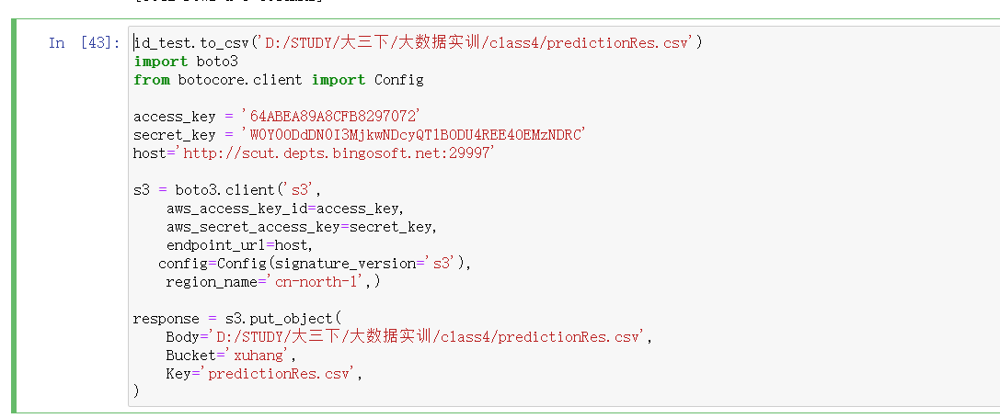 In [43]:
id_test.to_csv('D:/STUDY/大三下/大数据实训/class4/predictionRes.csv')
import boto3
from botocore.client import Config
access_key = '64ABEA89A8CFB8297072'
secret_key = 'W0Y0ODdDN0I3MjkwNDcyQT1BODU4REE4OEMzNDRC'
host='http://scut.depts.bingosoft.net:29997'
s3 = boto3.client('s3',
aws_access_key_id=access_key,
aws_secret_access_key=secret_key,
endpoint_url=host,
config=Config(signature_version='s3'),
region_name='cn-north-1',)
response = s3.put_object(
Body='D:/STUDY/大三下/大数据实训/class4/predictionRes.csv',
Bucket='xuhang',
Key='predictionRes.csv',
)